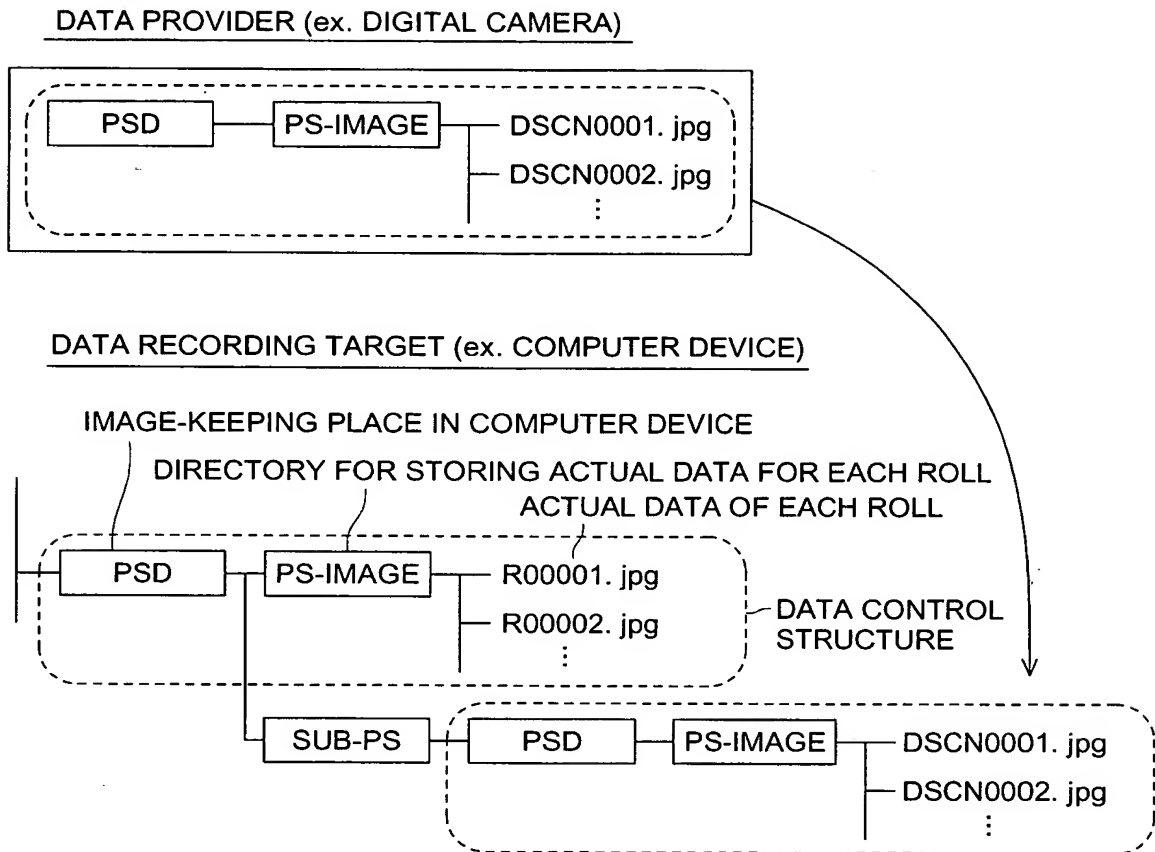 DATA PROVIDER (ex. DIGITAL CAMERA)
PSD PS-IMAGE DSCN0001. jpg
DSCN0002. jpg
DATA RECORDING TARGET (ex. COMPUTER DEVICE)
IMAGE-KEEPING PLACE IN COMPUTER DEVICE
DIRECTORY FOR STORING ACTUAL DATA FOR EACH ROLL
ACTUAL DATA OF EACH ROLL
PSD PS-IMAGE R00001. jpg
R00002. jpg
DATA CONTROL
STRUCTURE
SUB-PS PSD PS-IMAGE DSCN0001. jpg
DSCN0002. jpg